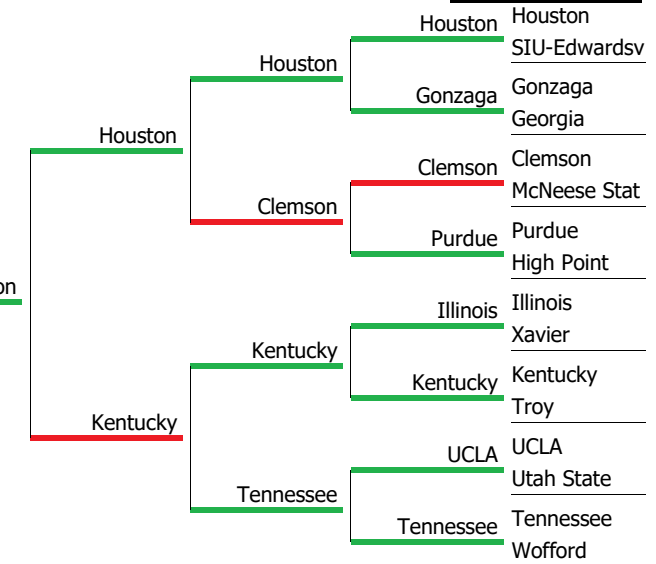 Houston
Houston
SIU-Edwardsv
Houston
Gonzaga
Gonzaga
Georgia
Houston
Clemson
Clemson
McNeese Stat
Clemson
Purdue
Purdue
High Point
on
Illinois
Illinois
Xavier
Kentucky
Kentucky
Kentucky
Troy
Kentucky
UCLA
UCLA
Utah State
Tennessee
Tennessee
Tennessee
Wofford